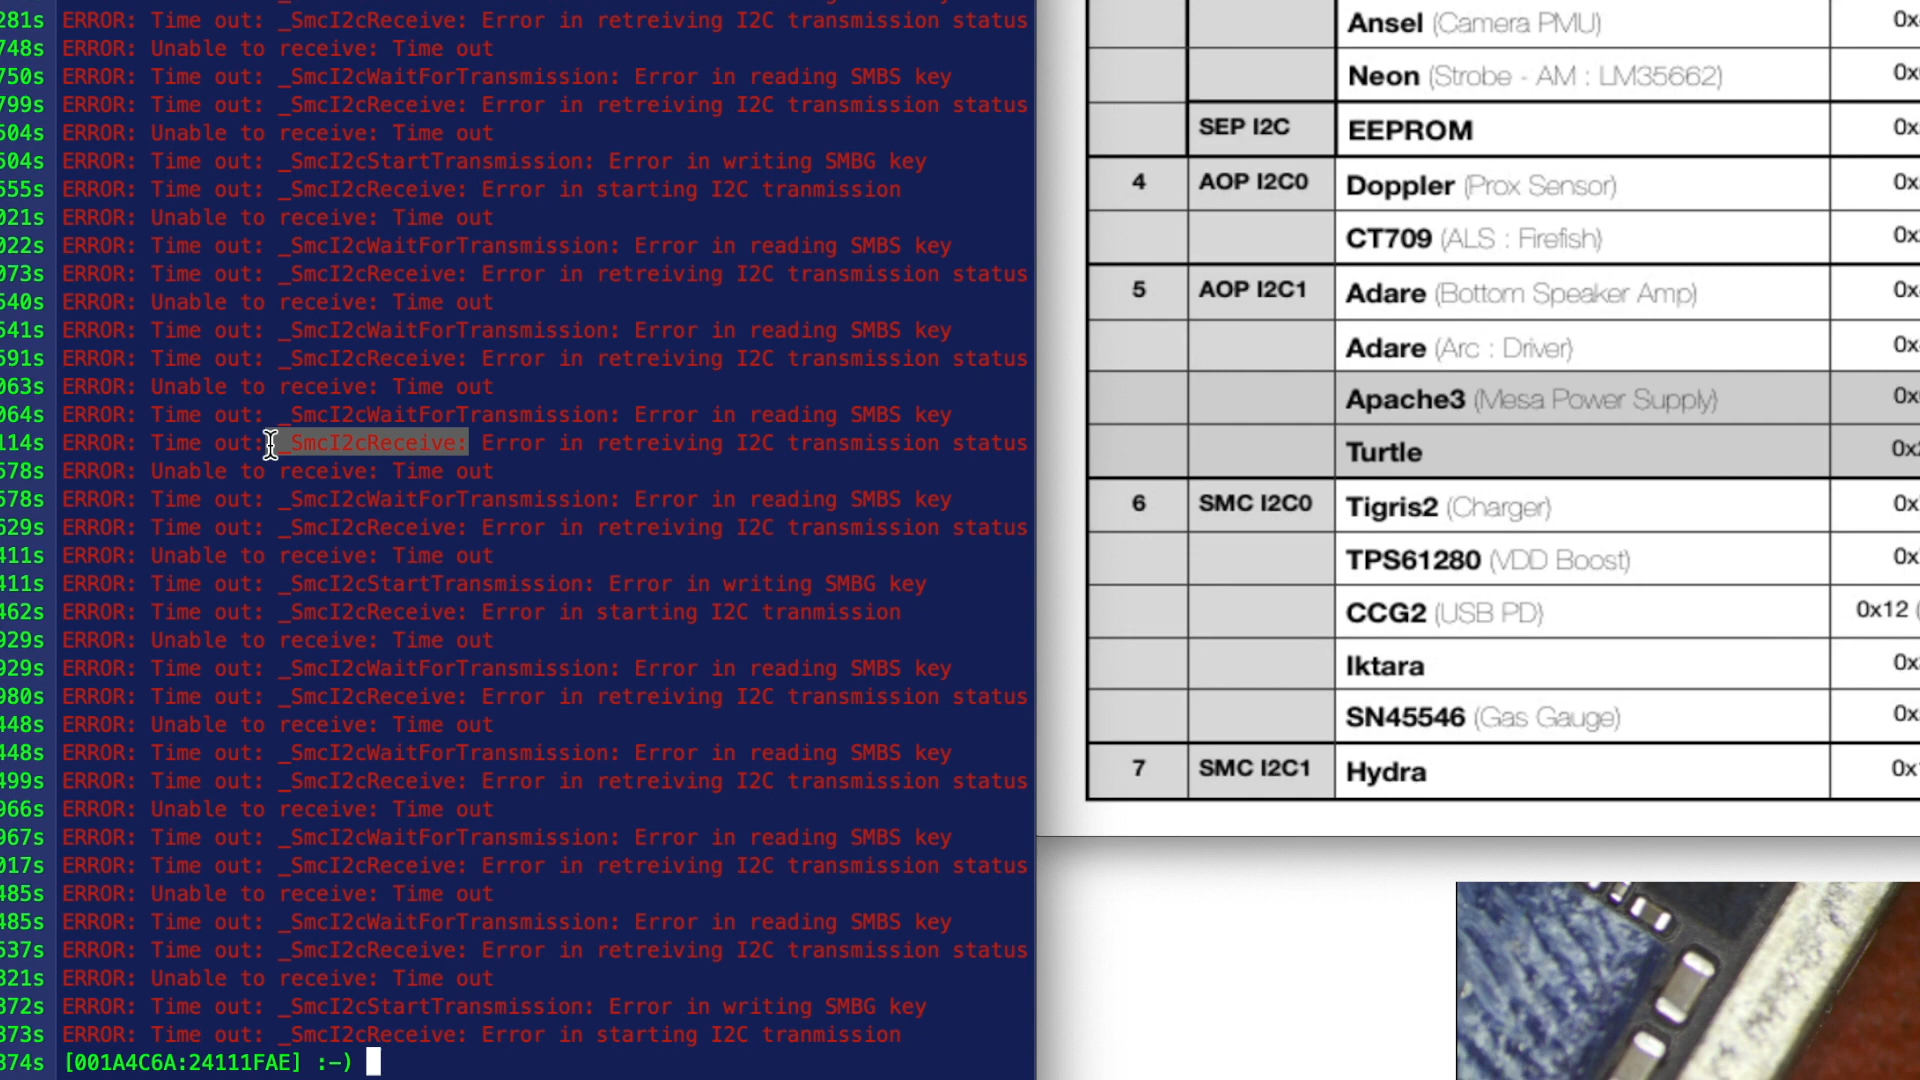 281s ERROR: Time out: _SmcI2cReceive: Error in retreiving I2C transmission status
748s ERROR: Unable to receive: Time out
750s ERROR: Time out: _SmcI2cWaitForTransmission: Error in reading SMBS key
799s ERROR: Time out: _SmcI2cReceive: Error in retreiving I2C transmission status
504s ERROR: Unable to receive: Time out
504s ERROR: Time out: _SmcI2cStartTransmission: Error in writing SMBG key
555s ERROR: Time out: _SmcI2cReceive: Error in starting I2C tranmission
021s ERROR: Unable to receive: Time out
022s ERROR: Time out: _SmcI2cWaitForTransmission: Error in reading SMBS key
073s ERROR: Time out: _SmcI2cReceive: Error in retreiving I2C transmission status
540s ERROR: Unable to receive: Time out
541s ERROR: Time out: _SmcI2cWaitForTransmission: Error in reading SMBS key
591s ERROR: Time out: _SmcI2cReceive: Error in retreiving I2C transmission status
063s ERROR: Unable to receive: Time out
064s ERROR: Time out: _SmcI2cWaitForTransmission: Error in reading SMBS key
114s ERROR: Time out: _SmcI2cReceive: Error in retreiving I2C transmission status
578s ERROR: Unable to receive: Time out
578s ERROR: Time out: _SmcI2cWaitForTransmission: Error in reading SMBS key
629s ERROR: Time out: _SmcI2cReceive: Error in retreiving I2C transmission status
411s ERROR: Unable to receive: Time out
411s ERROR: Time out: _SmcI2cStartTransmission: Error in writing SMBG key
462s ERROR: Time out: _SmcI2cReceive: Error in starting I2C tranmission
929s ERROR: Unable to receive: Time out
929s ERROR: Time out: _SmcI2cWaitForTransmission: Error in reading SMBS key
980s ERROR: Time out: _SmcI2cReceive: Error in retreiving I2C transmission status
448s ERROR: Unable to receive: Time out
448s ERROR: Time out: _SmcI2cWaitForTransmission: Error in reading SMBS key
499s ERROR: Time out: _SmcI2cReceive: Error in retreiving I2C transmission status
966s ERROR: Unable to receive: Time out
967s ERROR: Time out: _SmcI2cWaitForTransmission: Error in reading SMBS key
017s ERROR: Time out: _SmcI2cReceive: Error in retreiving I2C transmission status
485s ERROR: Unable to receive: Time out
485s ERROR: Time out: _SmcI2cWaitForTransmission: Error in reading SMBS key
537s ERROR: Time out: _SmcI2cReceive: Error in retreiving I2C transmission status
321s ERROR: Unable to receive: Time out
372s ERROR: Time out: _SmcI2cStartTransmission: Error in writing SMBG key
373s ERROR: Time out: _SmcI2cReceive: Error in starting I2C tranmission
374s [001A4C6A:24111FAE] :-)
Ansel (Camera PMU) 0x
Neon (Strobe - AM : LM35662) 0x
SEP I2C EEPROM 0x
4 AOP I2C0 Doppler (Prox Sensor) 0x
CT709 (ALS : Firefish) 0x
5 AOP I2C1 Adare (Bottom Speaker Amp) 0x
Adare (Arc : Driver) 0x
Apache3 (Mesa Power Supply) 0x
Turtle 0x
6 SMC I2C0 Tigris2 (Charger) 0x
TPS61280 (VDD Boost) 0x
CCG2 (USB PD) 0x12 (
Iktara 0x
SN45546 (Gas Gauge) 0x
7 SMC I2C1 Hydra 0x